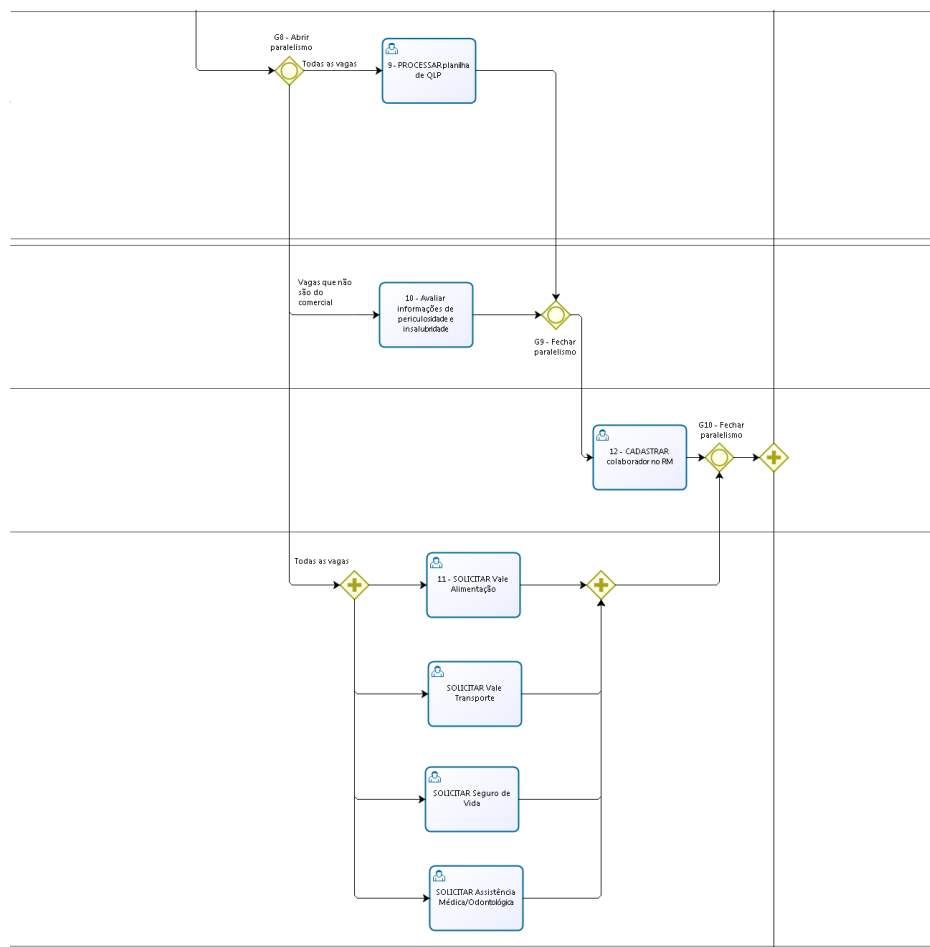 G8 - Abrir
paralelismo
Todas as vagas
9 - PROCESSAR planilha
de QLP
Vagas que não
são do
comercial
10 - Avaliar
informações de
periculosidade e
insalubridade
G9 - Fechar
paralelismo
12 - CADASTRAR
colaborador no RM
G10 - Fechar
paralelismo
Todas as vagas
11 - SOLICITAR Vale
Alimentação
SOLICITAR Vale
Transporte
SOLICITAR Seguro de
Vida
SOLICITAR Assistência
Médica/Odontológica